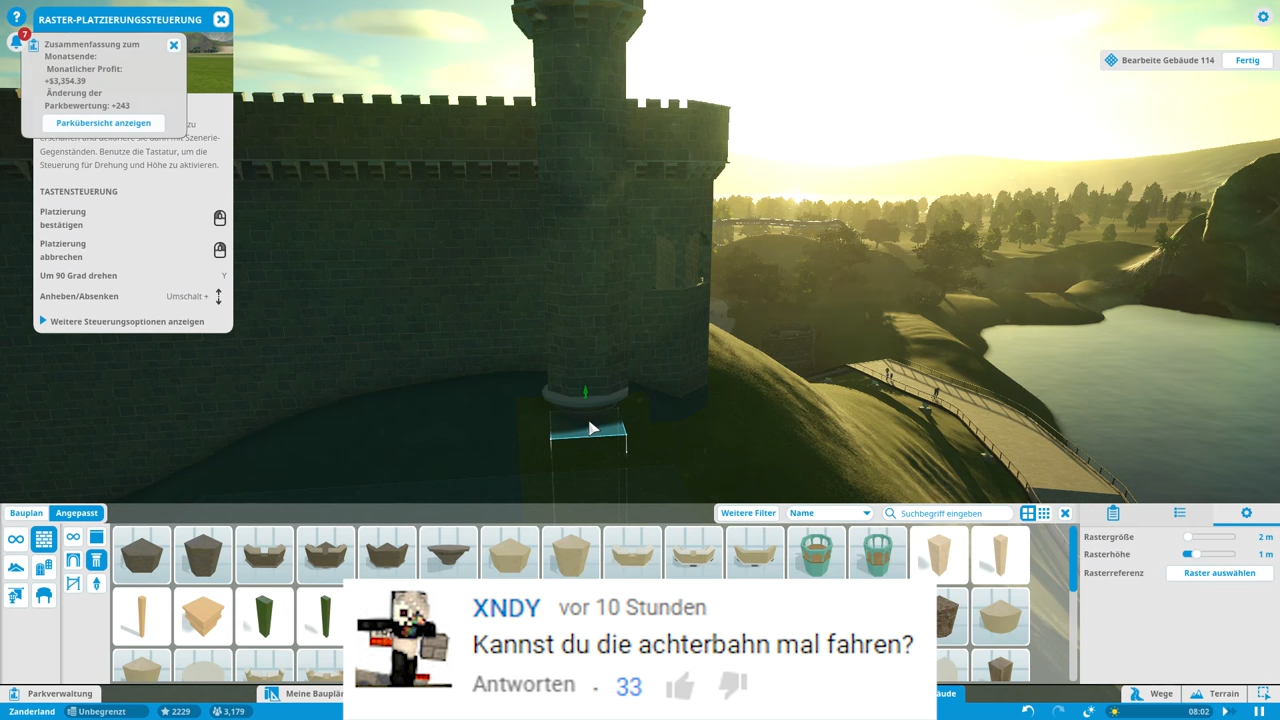 ?
RASTER-PLATZIERUNGSSTEUERUNG
7
Zusammenfassung zum
Monatsende:
Monatlicher Profit:
+$3,354.39
Änderung der
Parkbewertung: +243
Parkübersicht anzeigen
zu
Gegenständen. Benutze die Tastatur, um die
Steuerung für Drehung und Höhe zu aktivieren.
TASTENSTEUERUNG
Platzierung
bestätigen
Platzierung
abbrechen
Um 90 Grad drehen Y
Anheben/Absenken Umschalt +
Weitere Steuerungsoptionen anzeigen
Bearbeite Gebäude 114 Fertig
Bauplan Angepasst Weitere Filter Name Suchbegriff eingeben
Rastergröße 2 m
Rasterhöhe 1 m
Rasterreferenz Raster auswählen
XNDY vor 10 Stunden
Kannst du die achterbahn mal fahren?
Antworten . 33
Parkverwaltung Meine Bauplän äude Wege Terrain
Zanderland Unbegrenzt 2229 3,179 08:02